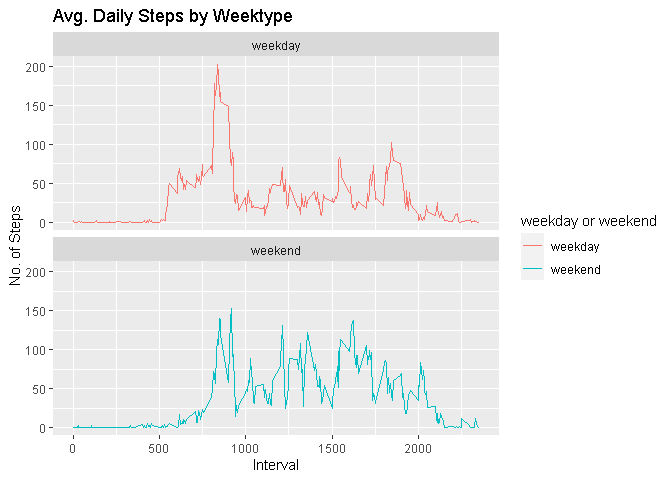 Avg. Daily Steps by Weektype
weekday
200
150
100
50
0
weekend
200
150
100
50
0
No. of Steps
0 500 1000 1500 2000
Interval
weekday or weekend
weekday
weekend